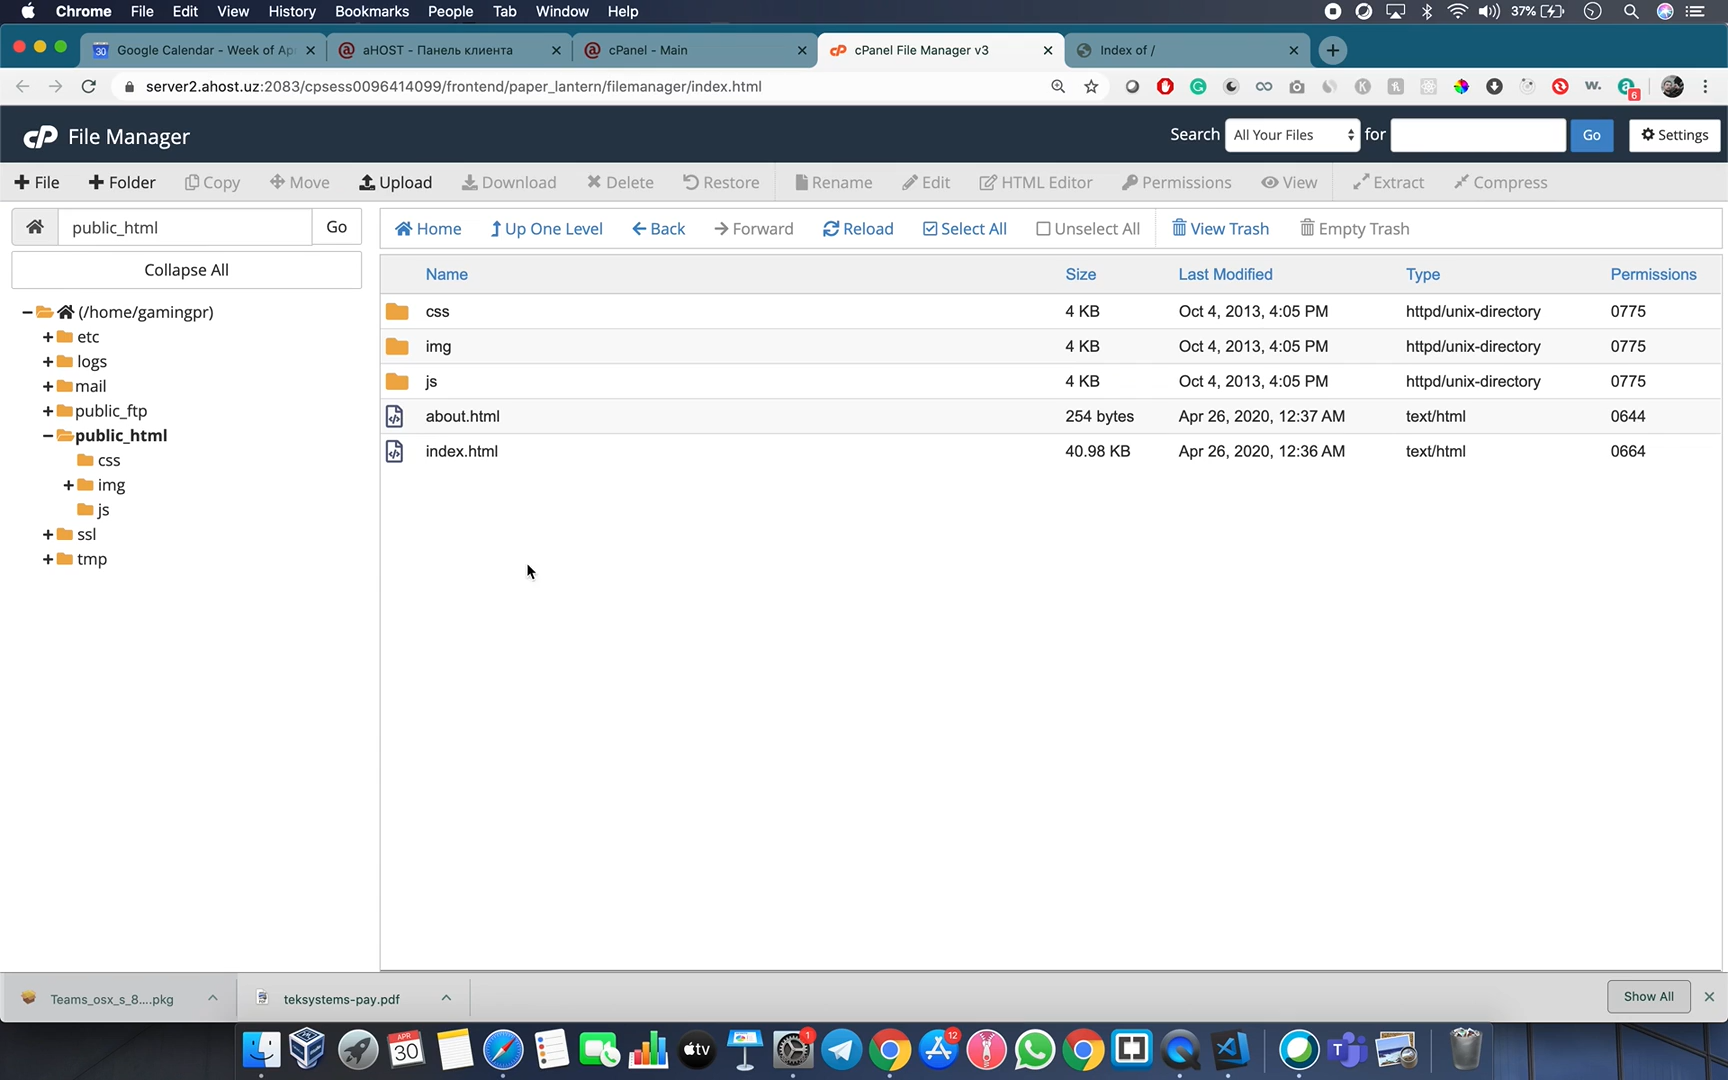 Chrome File Edit View History Bookmarks People Tab Window Help 37%
30 Google Calendar - Week of Ap aHOST - Панель клиента cPanel - Main cPanel File Manager v3 Index of /
server2.ahost.uz:2083/cpsess0096414099/frontend/paper_lantern/filemanager/index.html w. 6
cP File Manager Search All Your Files for Go Settings
File Folder Copy Move Upload Download Delete Restore Rename Edit HTML Editor Permissions View Extract Compress
public_html Go Home Up One Level Back Forward Reload Select All Unselect All View Trash Empty Trash
Collapse All
Name Size Last Modified Type Permissions
css 4 KB Oct 4, 2013, 4:05 PM httpd/unix-directory 0775
img 4 KB Oct 4, 2013, 4:05 PM httpd/unix-directory 0775
js 4 KB Oct 4, 2013, 4:05 PM httpd/unix-directory 0775
about.html 254 bytes Apr 26, 2020, 12:37 AM text/html 0644
index.html 40.98 KB Apr 26, 2020, 12:36 AM text/html 0664
(/home/gamingpr)
etc
logs
mail
public_ftp
public_html
css
img
js
ssl
tmp
Teams_osx_s_8....pkg teksystems-pay.pdf Show All
APR 30 tv 1 12 T